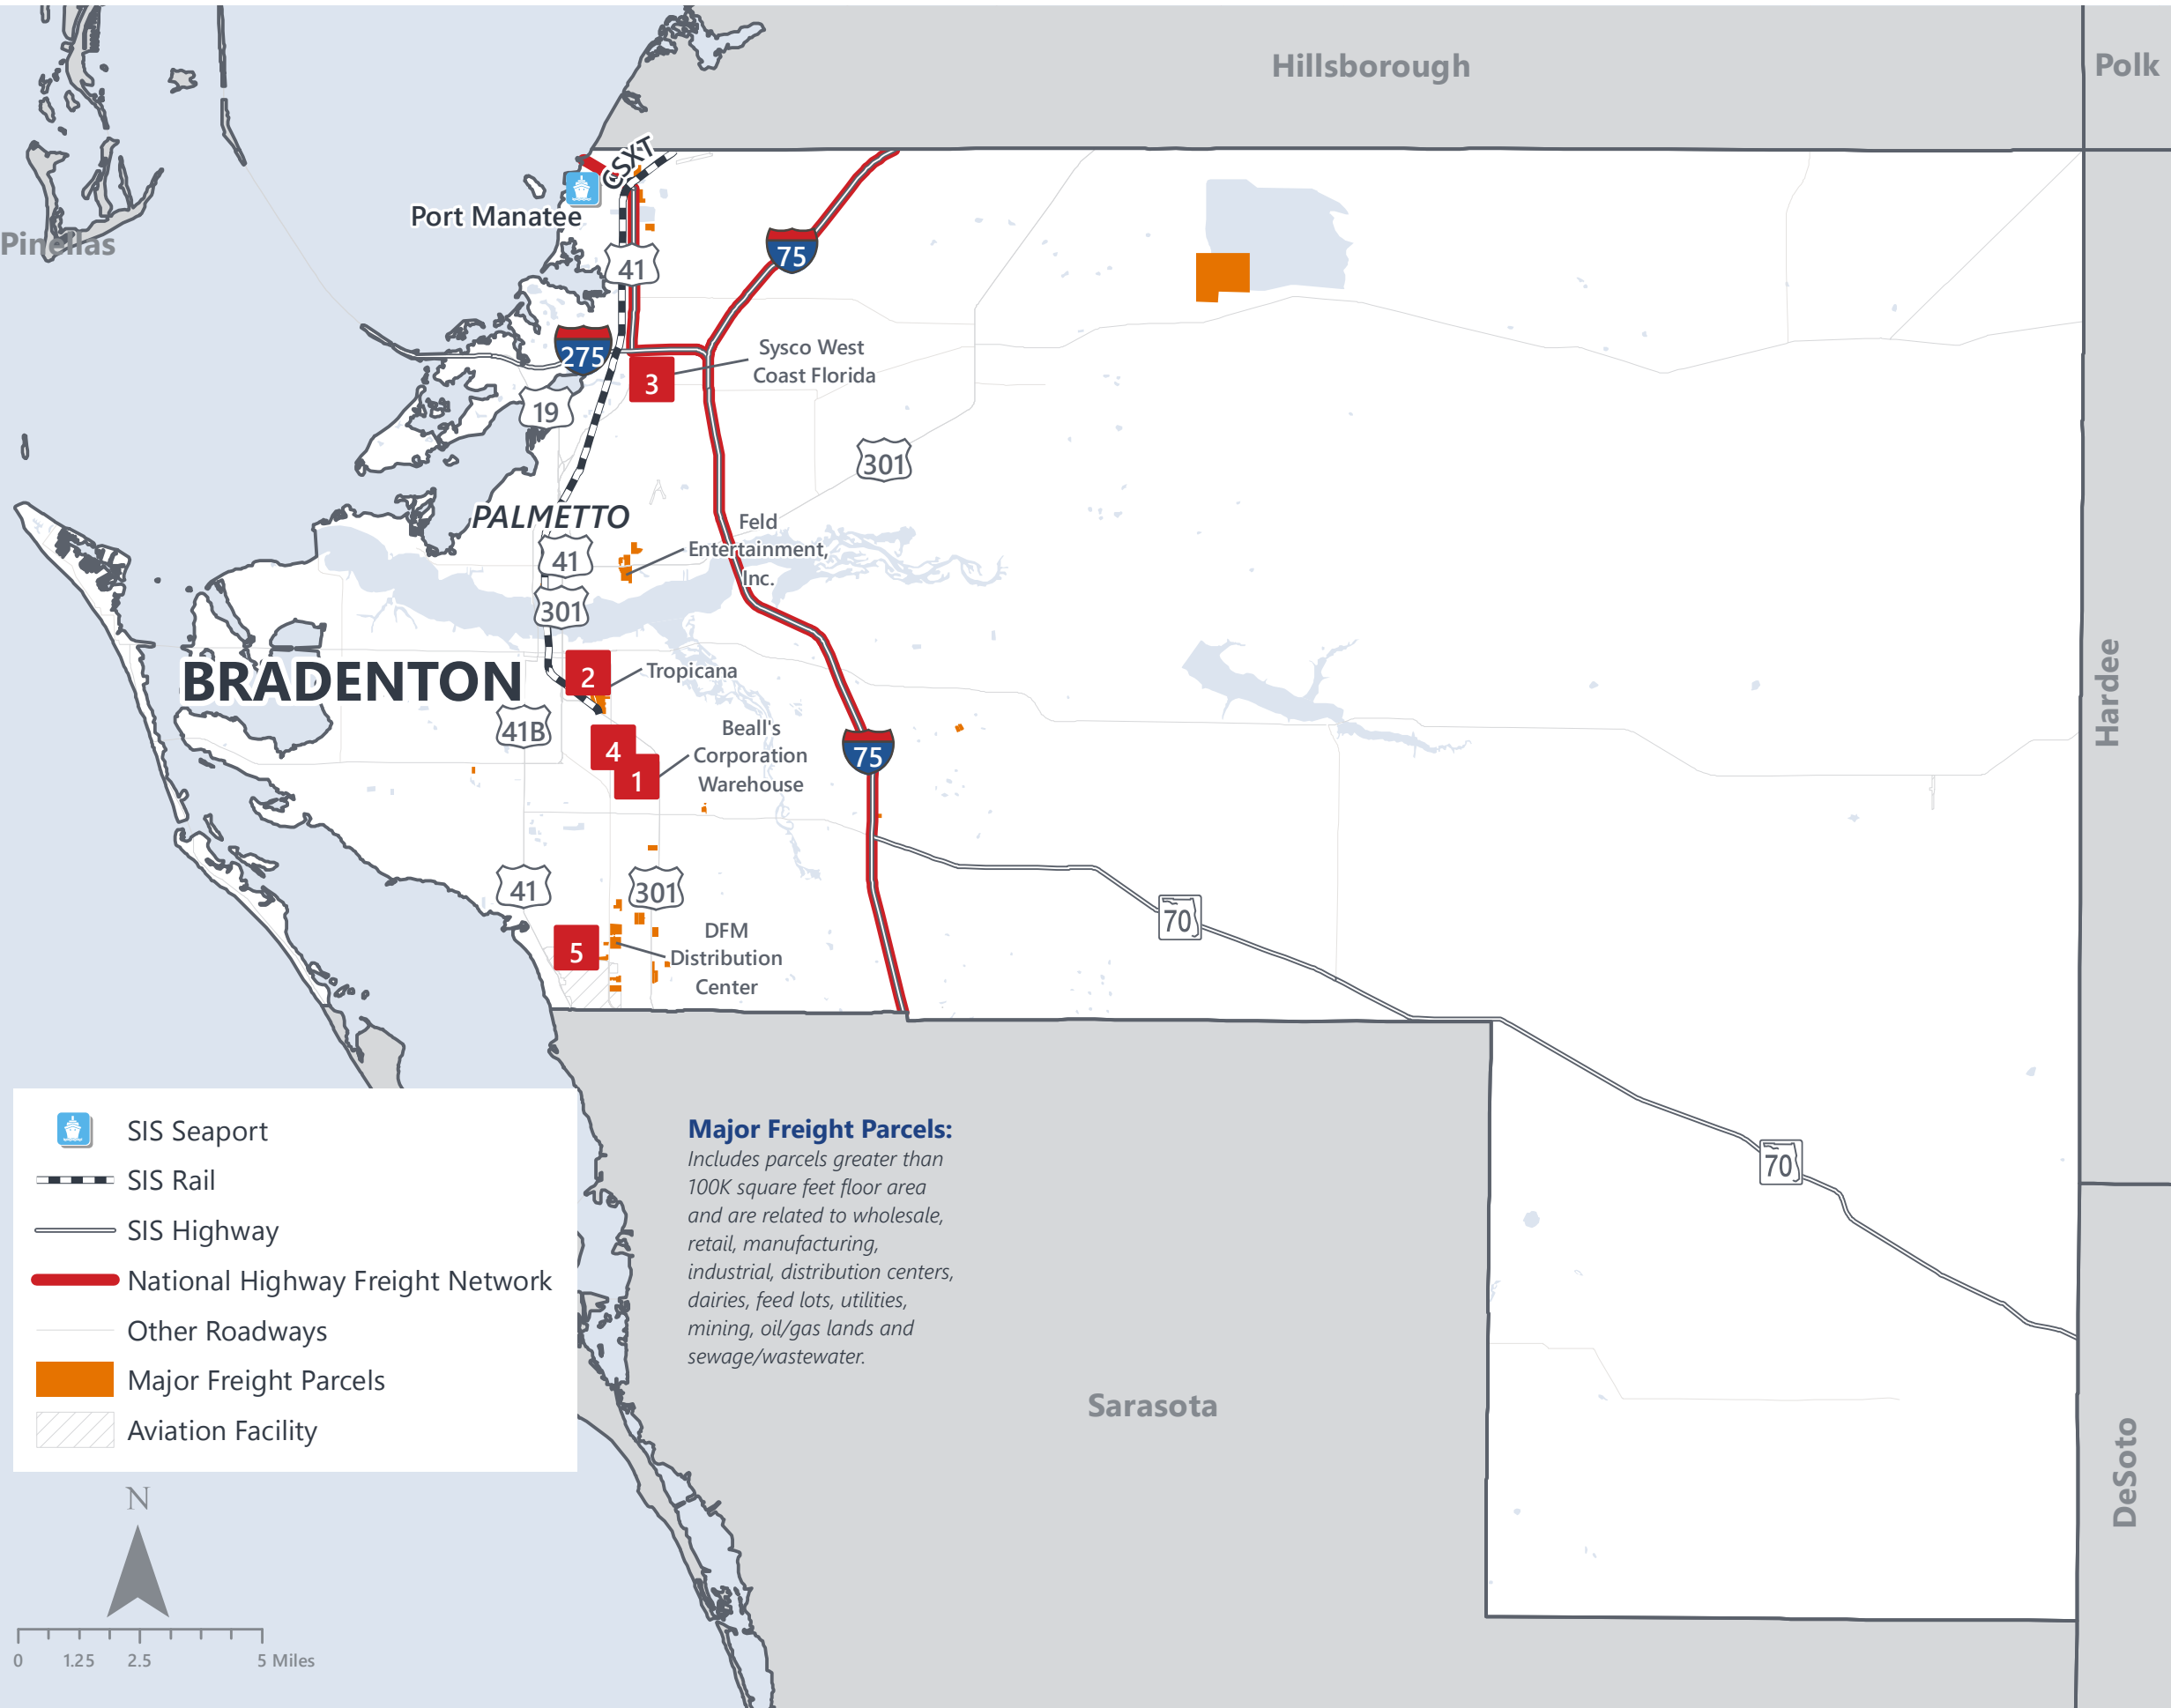 Hillsborough
Polk
CSXT
Port Manatee
Pinellas
75
41
275
Sysco West
Coast Florida
3
19
301
PALMETTO
Feld
Entertainment,
Inc.
41
301
Hardee
BRADENTON
2
Tropicana
41B
Beall's
Corporation
Warehouse
4
1
75
41
301
70
DFM
Distribution
Center
5
70
SIS Seaport
SIS Rail
SIS Highway
National Highway Freight Network
Other Roadways
Major Freight Parcels
Aviation Facility
Major Freight Parcels:
Includes parcels greater than
100K square feet floor area
and are related to wholesale,
retail, manufacturing,
industrial, distribution centers,
dairies, feed lots, utilities,
mining, oil/gas lands and
sewage/wastewater.
Sarasota
DeSoto
N
0 1.25 2.5 5 Miles